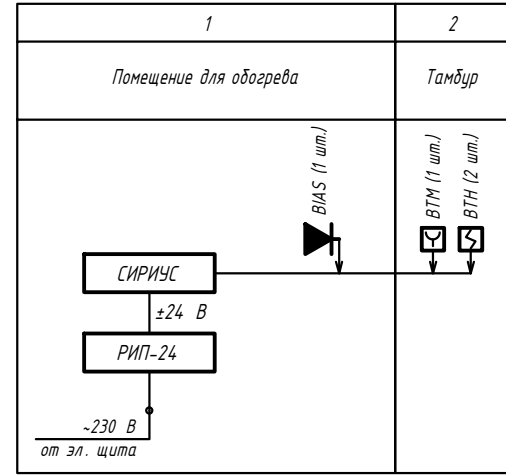 1
2
Помещение для обогрева
Тамбур
BIAS (1 шт.)
BTM (1 шт.)
BTH (2 шт.)
СИРИУС
±24 В
РИП-24
~230 В
от эл. щита